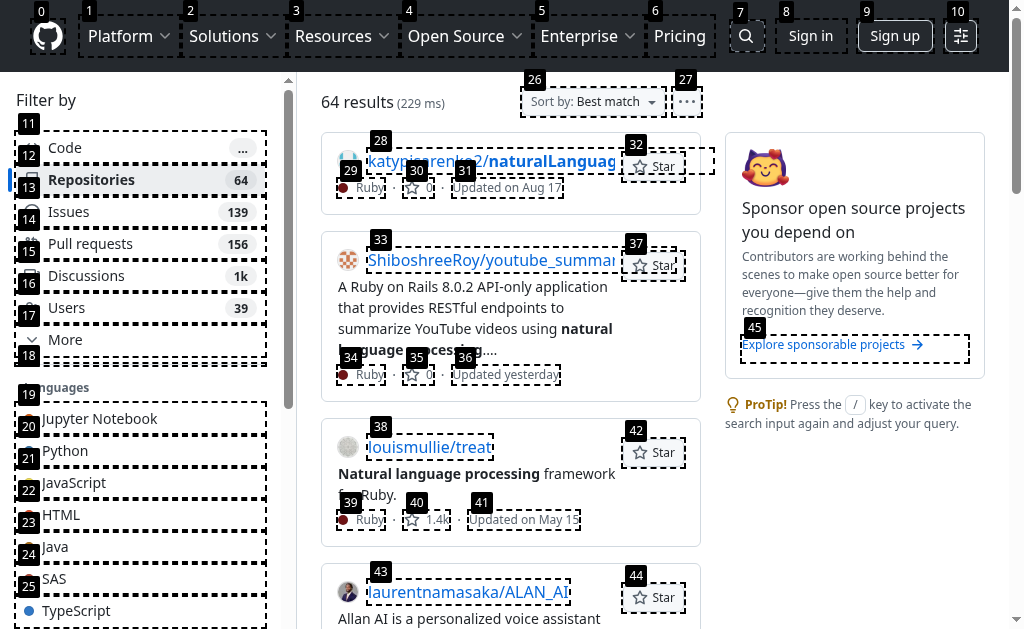 0 1 2 3 4 5 6 7 8 9 10
Platform Solutions Resources Open Source Enterprise Pricing Sign in Sign up
Filter by
11
Code ...
12
Repositories 64
13
Issues 139
14
Pull requests 156
15
Discussions 1k
16
Users 39
17
More
18
19
Jupyter Notebook
20
Python
21
JavaScript
22
HTML
23
Java
24
SAS
25
TypeScript
26 27
64 results (229 ms) Sort by: Best match
28 32
naturalLanguag Star
29 30 31
Ruby · 0 · Updated on Aug 17
33 37
ShiboshreeRoy/youtube_summar Star
A Ruby on Rails 8.0.2 API-only application
that provides RESTful endpoints to
summarize YouTube videos using natural
language processing....
34 35 36
Ruby · 0 · Updated yesterday
38 42
louismullie/treat Star
Natural language processing framework
for Ruby.
39 40 41
Ruby · 1.4k · Updated on May 15
43 44
laurentnamasaka/ALAN_AI Star
Allan AI is a personalized voice assistant
Sponsor open source projects
you depend on
Contributors are working behind the
scenes to make open source better for
everyone—give them the help and
recognition they deserve.
45
Explore sponsorable projects →
ProTip! Press the / key to activate the
search input again and adjust your query.